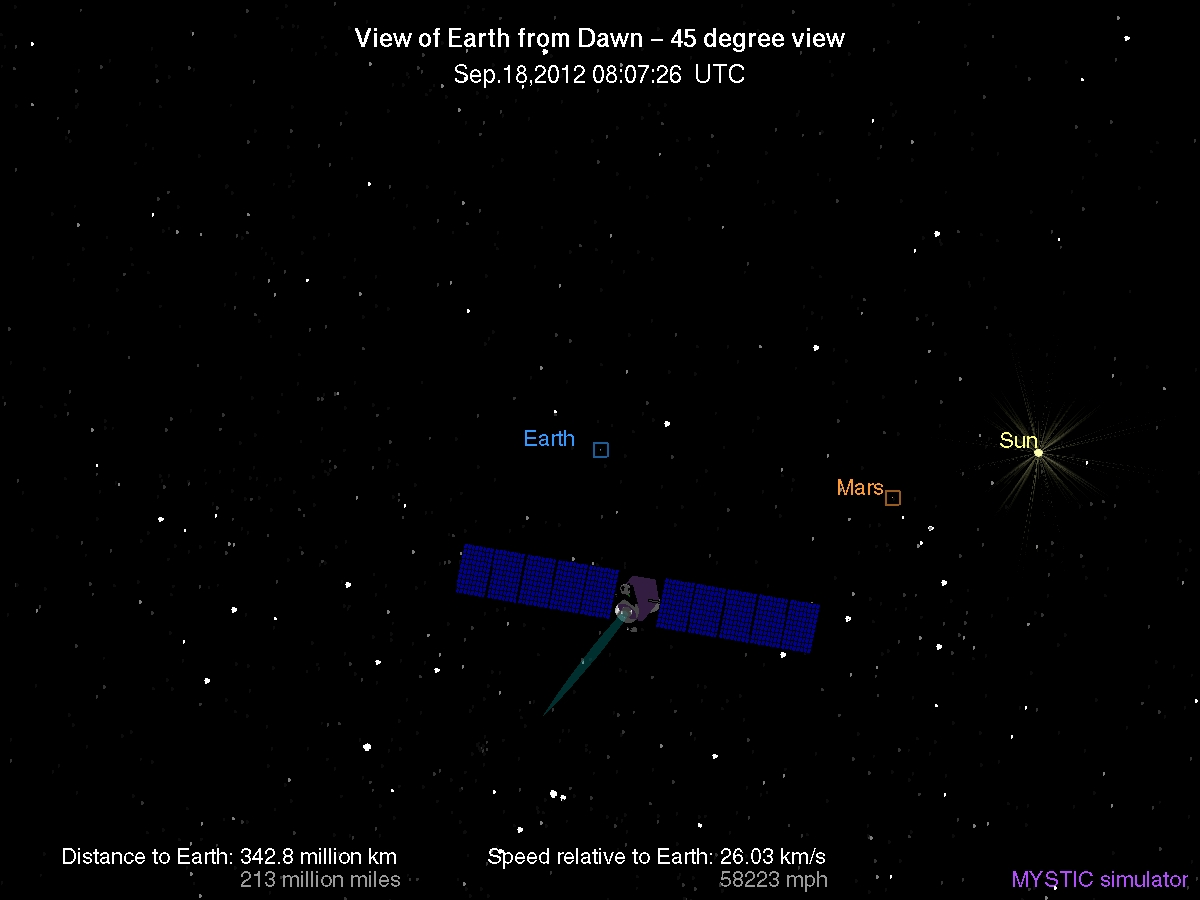 View of Earth from Dawn – 45 degree view
Sep.18,2012 08:07:26 UTC
Earth
Sun
Mars
Distance to Earth: 342.8 million km
213 million miles
Speed relative to Earth: 26.03 km/s
58223 mph
MYSTIC simulator